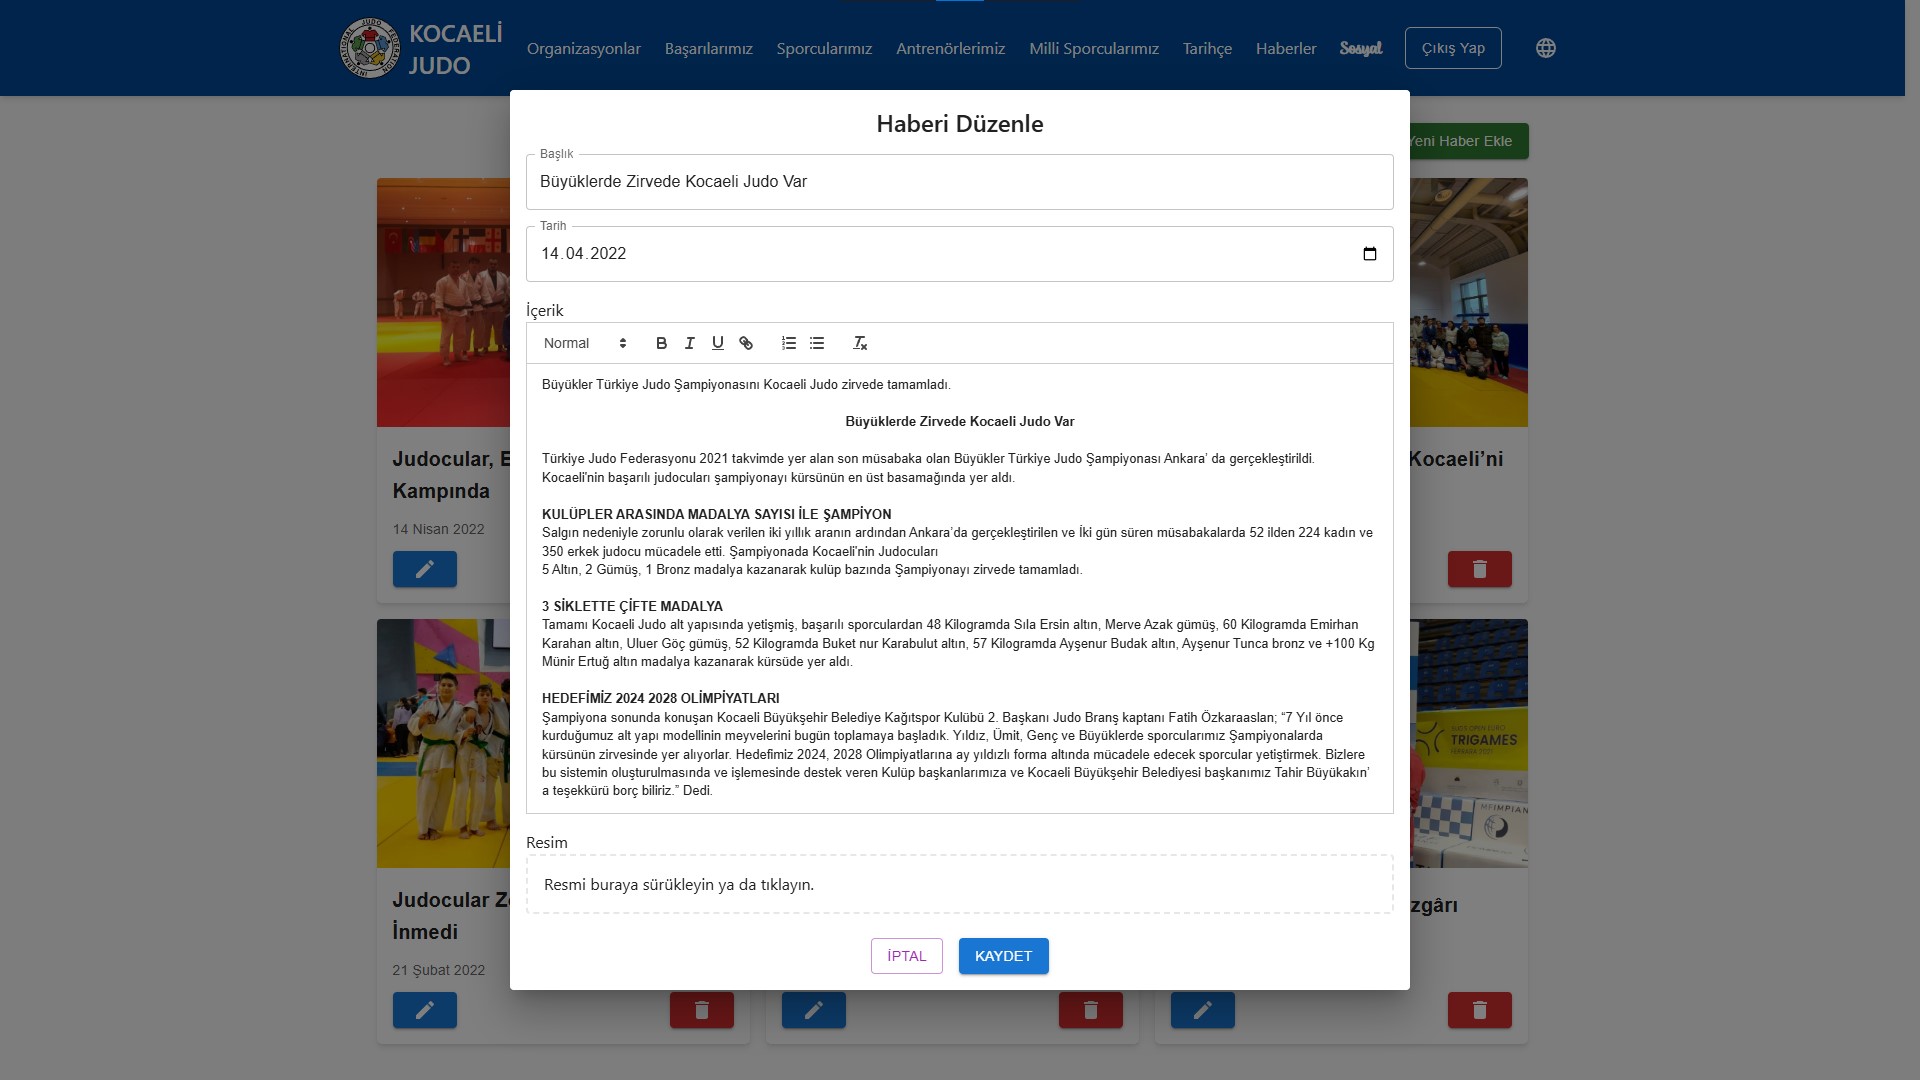 KOCAELİ
JUDO
Organizasyonlar
Başarılarımız
Sporcularımız
Antrenörlerimiz
Milli Sporcularımız
Tarihçe
Haberler
Sosyal
Çıkış Yap
Yeni Haber Ekle
Haberi Düzenle
Başlık
Büyüklerde Zirvede Kocaeli Judo Var
Tarih
14.04.2022
İçerik
Normal
Büyükler Türkiye Judo Şampiyonasını Kocaeli Judo zirvede tamamladı.
Büyüklerde Zirvede Kocaeli Judo Var
Türkiye Judo Federasyonu 2021 takvimde yer alan son müsabaka olan Büyükler Türkiye Judo Şampiyonası Ankara’ da gerçekleştirildi.
Kocaeli'nin başarılı judocuları şampiyonayı kürsünün en üst basamağında yer aldı.
KULÜPLER ARASINDA MADALYA SAYISI İLE ŞAMPİYON
Salgın nedeniyle zorunlu olarak verilen iki yıllık aranın ardından Ankara’da gerçekleştirilen ve İki gün süren müsabakalarda 52 ilden 224 kadın ve
350 erkek judocu mücadele etti. Şampiyonada Kocaeli'nin Judocuları
5 Altın, 2 Gümüş, 1 Bronz madalya kazanarak kulüp bazında Şampiyonayı zirvede tamamladı.
3 SİKLETTE ÇİFTE MADALYA
Tamamı Kocaeli Judo alt yapısında yetişmiş, başarılı sporculardan 48 Kilogramda Sıla Ersin altın, Merve Azak gümüş, 60 Kilogramda Emirhan
Karahan altın, Uluer Göç gümüş, 52 Kilogramda Buket nur Karabulut altın, 57 Kilogramda Ayşenur Budak altın, Ayşenur Tunca bronz ve +100 Kg
Münir Ertuğ altın madalya kazanarak kürsüde yer aldı.
HEDEFİMİZ 2024 2028 OLİMPİYATLARI
Şampiyona sonunda konuşan Kocaeli Büyükşehir Belediye Kağıtspor Kulübü 2. Başkanı Judo Branş kaptanı Fatih Özkaraaslan; “7 Yıl önce
kurduğumuz alt yapı modellinin meyvelerini bugün toplamaya başladık. Yıldız, Ümit, Genç ve Büyüklerde sporcularımız Şampiyonalarda
kürsünün zirvesinde yer alıyorlar. Hedefimiz 2024, 2028 Olimpiyatlarına ay yıldızlı forma altında mücadele edecek sporcular yetiştirmek. Bizlere
bu sistemin oluşturulmasında ve işlemesinde destek veren Kulüp başkanlarımıza ve Kocaeli Büyükşehir Belediyesi başkanımız Tahir Büyükakın’
a teşekkürü borç biliriz.” Dedi.
Resim
Resmi buraya sürükleyin ya da tıklayın.
İPTAL
KAYDET
Judocular, E
Kampında
14 Nisan 2022
Kocaeli’ni
Judocular Z
İnmedi
21 Şubat 2022
TRIGAMES
zgârı